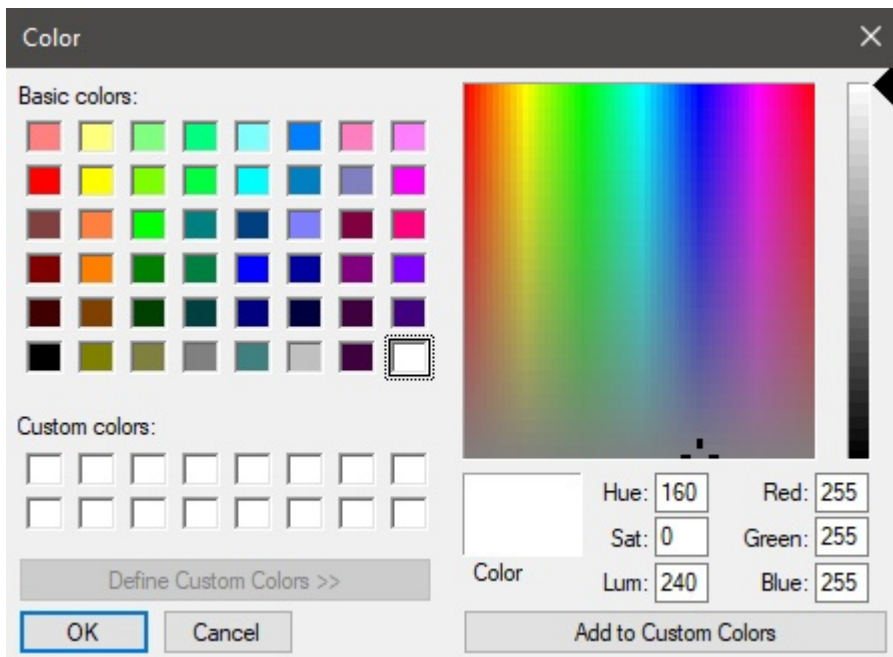 Color
Basic colors:
Custom colors:
Define Custom Colors >>
OK Cancel
Color
Hue: 160 Red: 255
Sat: 0 Green: 255
Lum: 240 Blue: 255
Add to Custom Colors